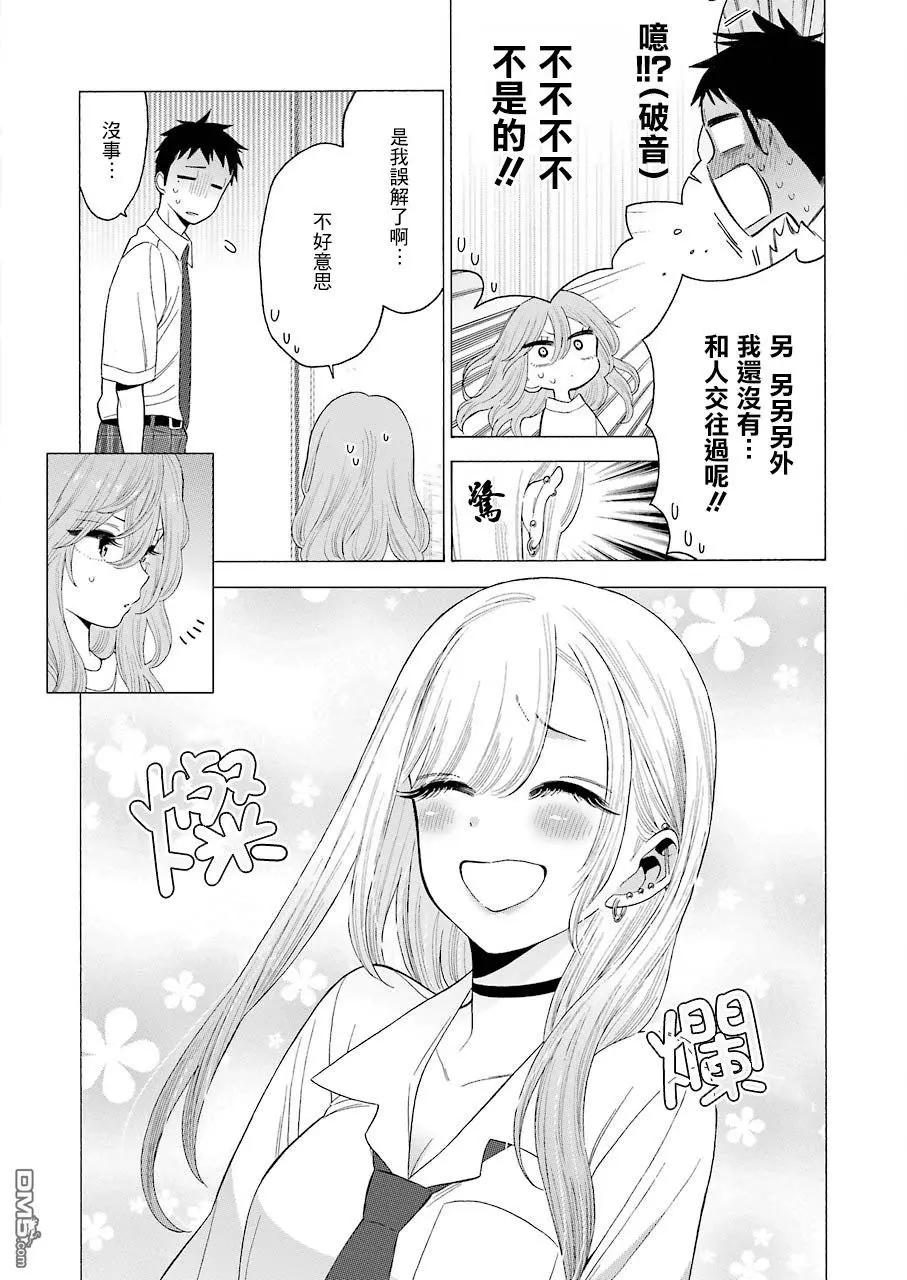 噫!!?(破音)
不不不不
不是的!!
另 另另另外
我還沒有…
和人交往過呢!!
驚
是我誤解了啊…
不好意思
沒事…
燦
爛
DM5.com